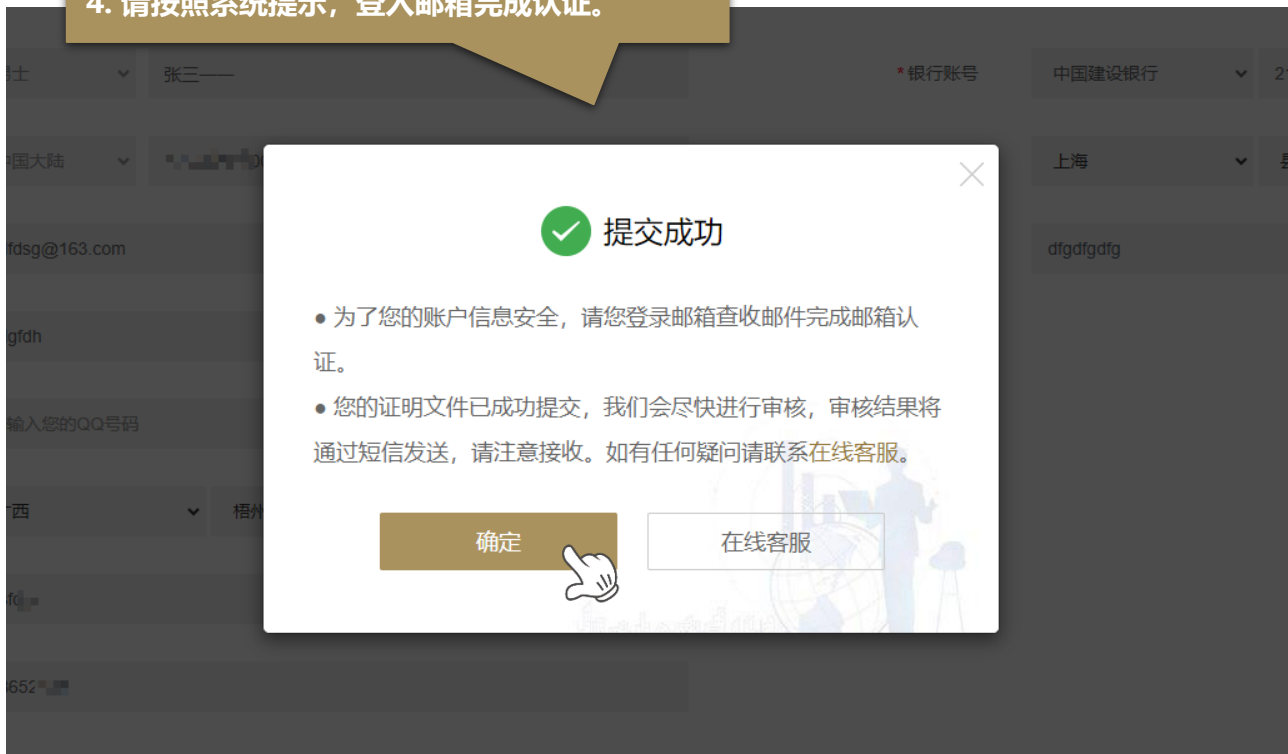 4. 请按照系统提示，登入邮箱完成认证。
张三——
*银行账号
中国建设银行
中国大陆
上海
提交成功
fdsg@163.com
dfgdfgdfg
● 为了您的账户信息安全，请您登录邮箱查收邮件完成邮箱认
证。
gfdh
● 您的证明文件已成功提交，我们会尽快进行审核，审核结果将
输入您的QQ号码
通过短信发送，请注意接收。如有任何疑问请联系在线客服。
梧州
确定
在线客服
652